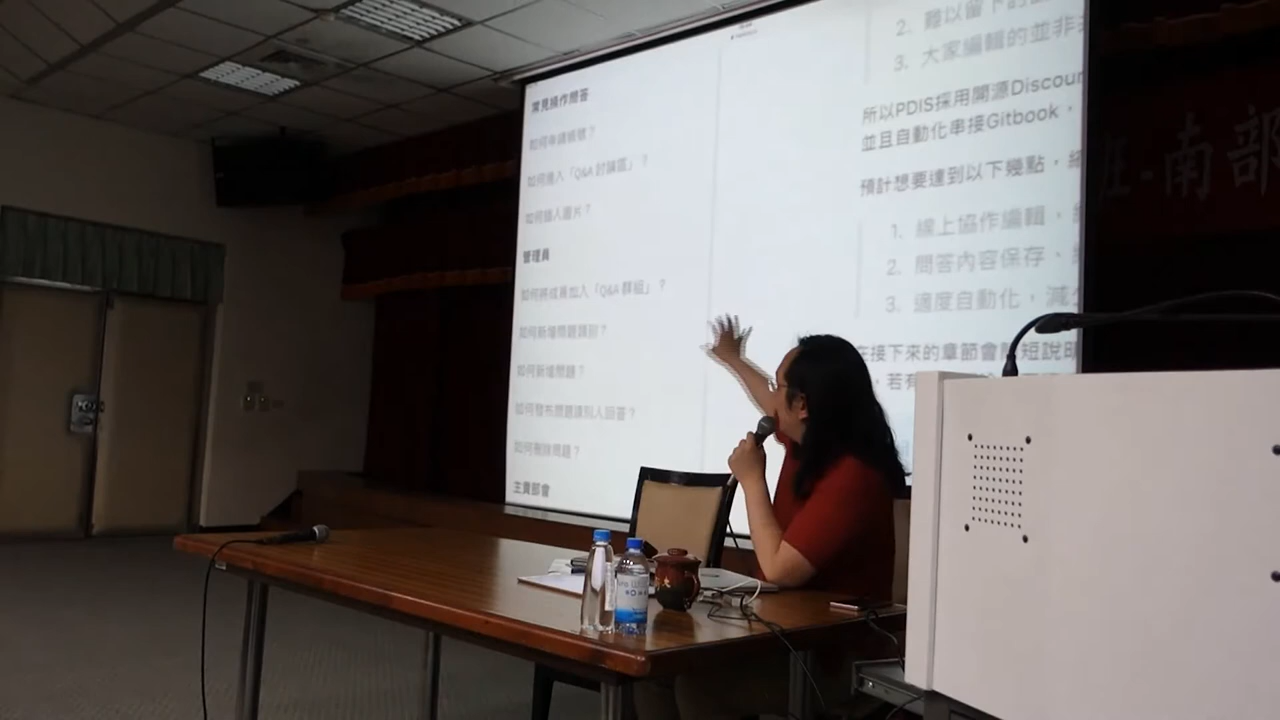 常見操作問答
如何申請帳號？
如何進入「Q&A 討論區」？
如何插入圖片？
管理員
如何將成員加入「Q&A 群組」？
如何新增問題類別？
如何新增問題？
如何發布問題請別人回答？
如何刪除問題？
主責部會
2. 難以留下的
3. 大家編輯的並非
所以PDIS採用開源Discour
並且自動化串接Gitbook，
預計想要達到以下幾點，
1. 線上協作編輯，
2. 問答內容保存、
3. 適度自動化，減少
在接下來的章節會 短說明
，若有
班-南部